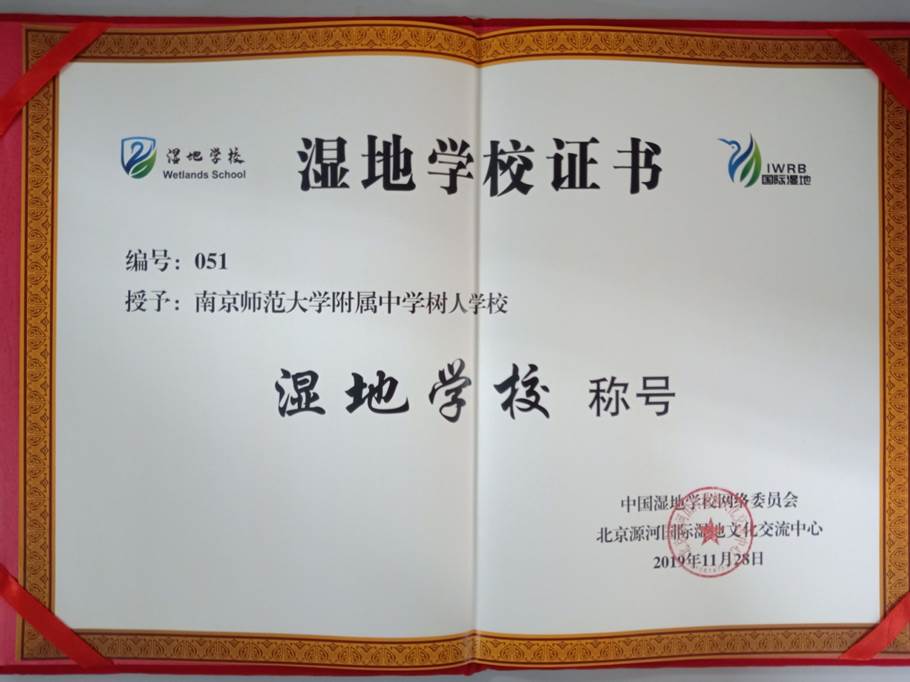 湿地学校
Wetlands School
湿地学校证书
IWRB
国际湿地
编号：051
授予：南京师范大学附属中学树人学校
湿地学校 称号
中国湿地学校网络委员会
北京源河国际湿地文化交流中心
2019年11月28日